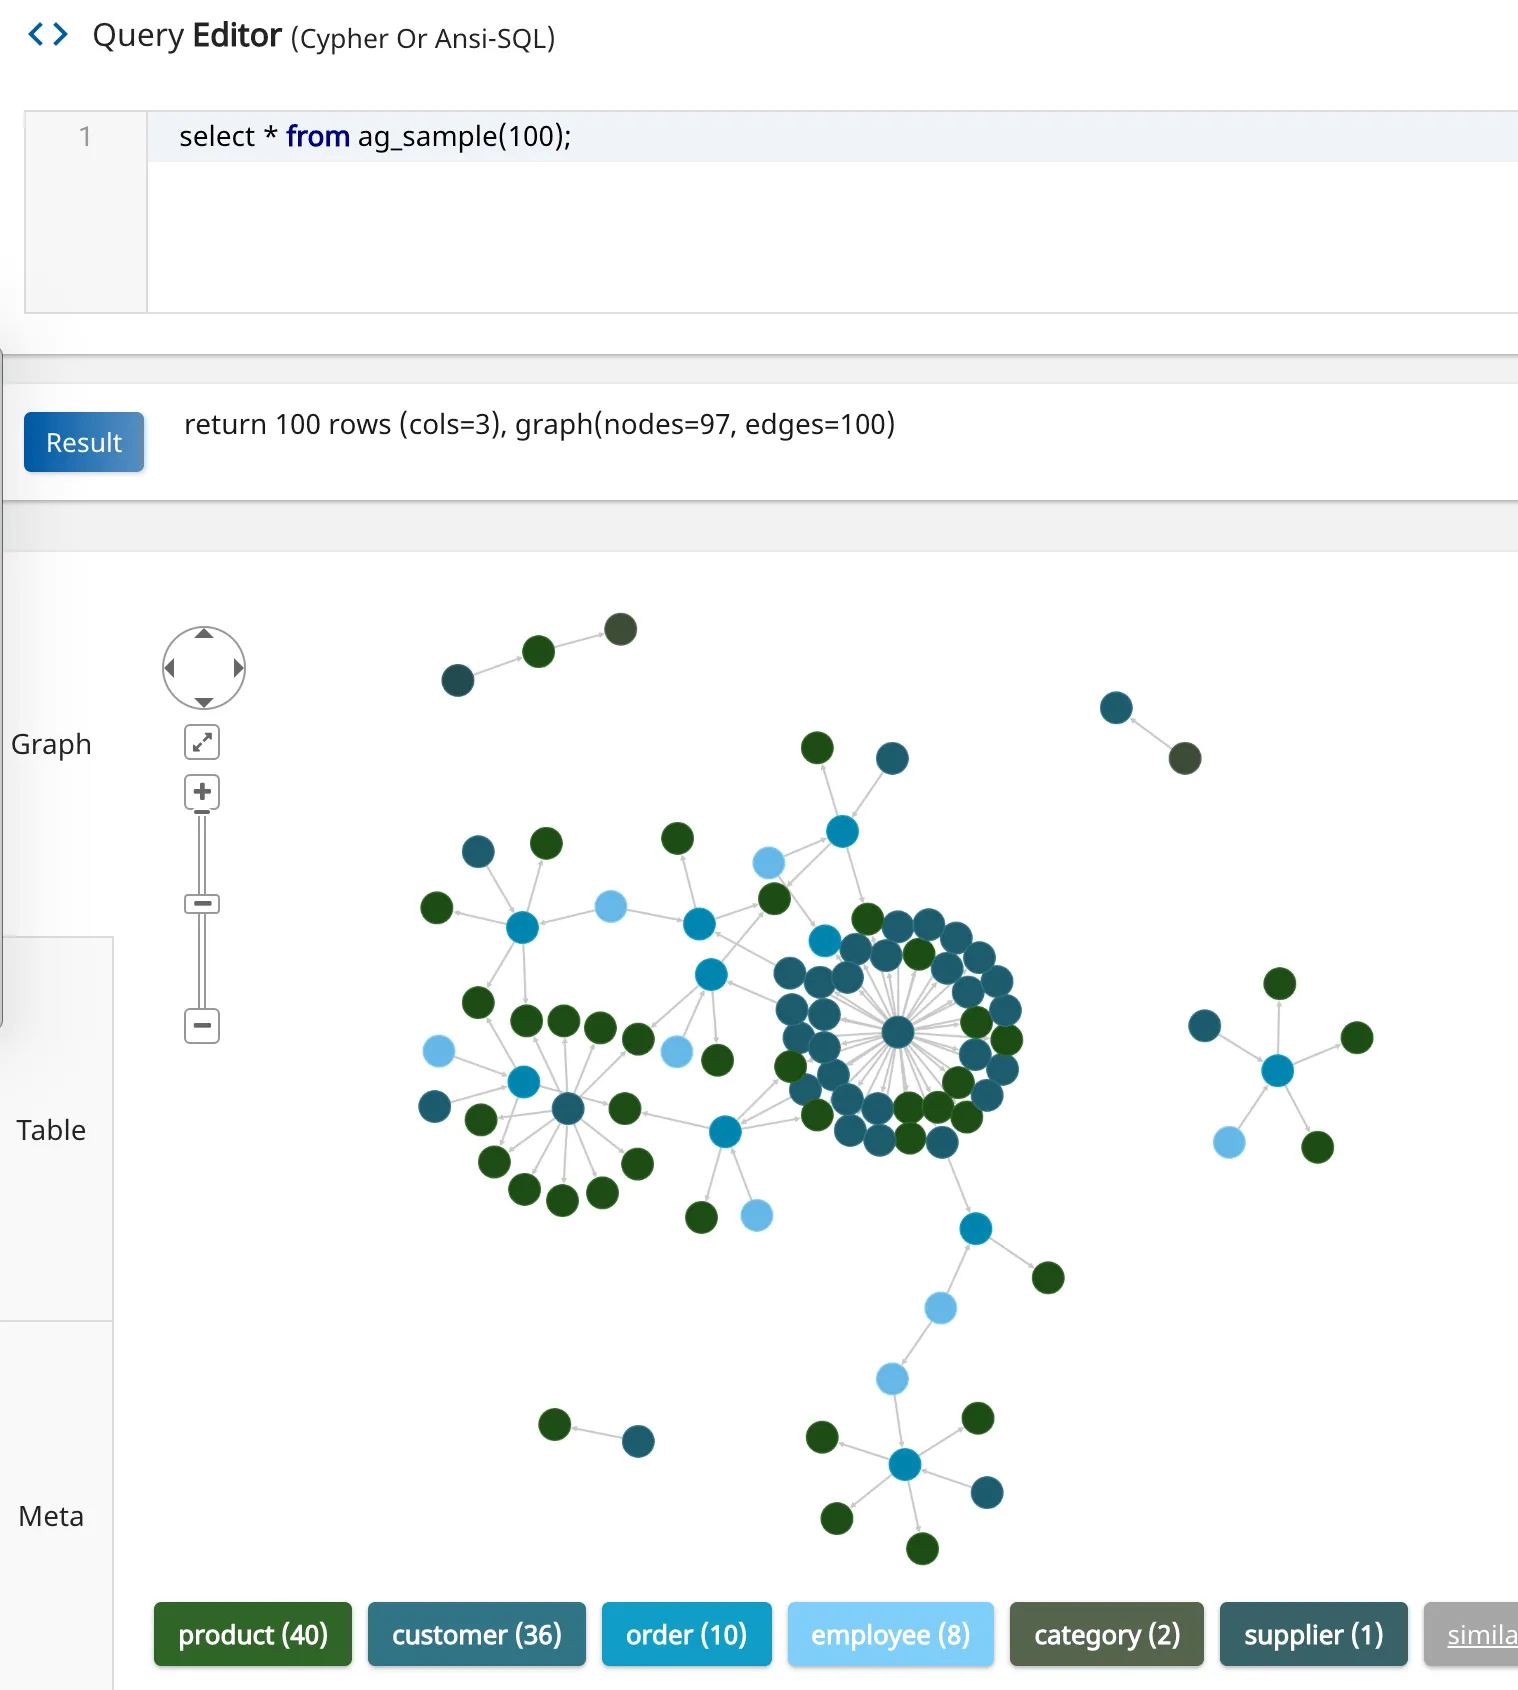 <> Query Editor (Cypher Or Ansi-SQL)
1 select * from ag_sample(100);
Result return 100 rows (cols=3), graph(nodes=97, edges=100)
Graph
Table
Meta
product (40) customer (36) order (10) employee (8) category (2) supplier (1) simila